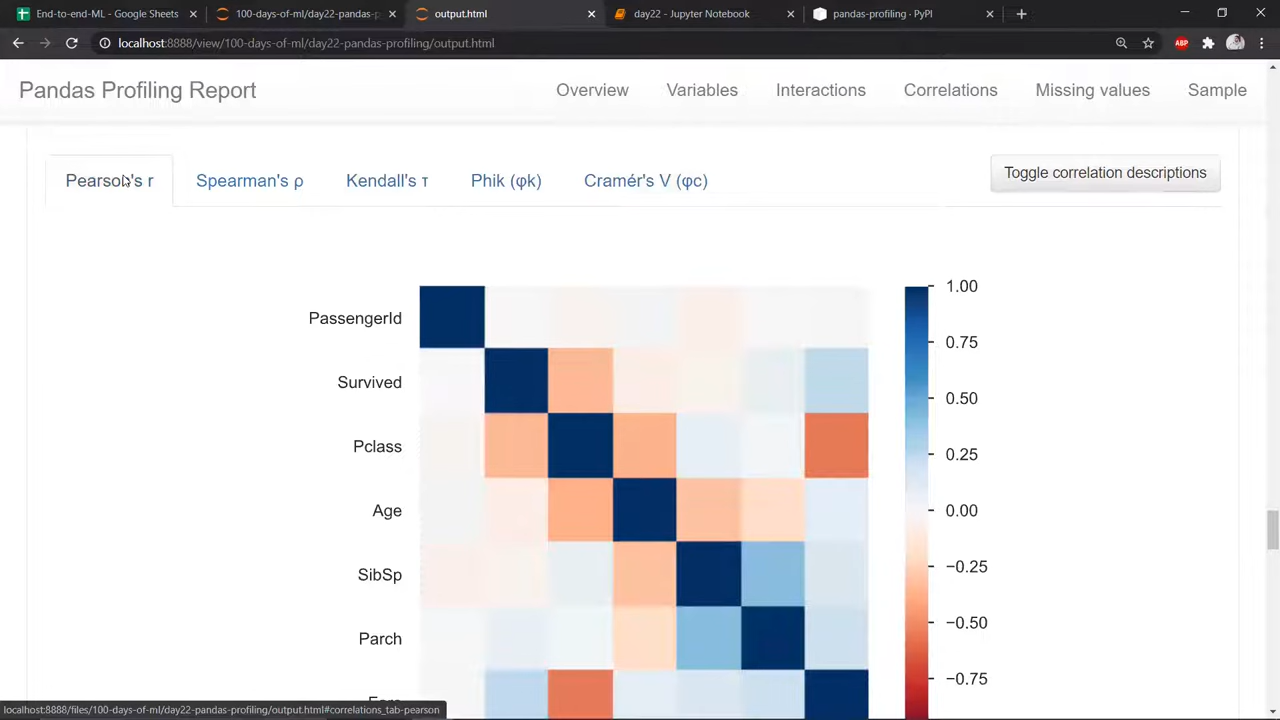 End-to-end-ML - Google Sheets
100-days-of-ml/day22-pandas-p
output.html
day22 - Jupyter Notebook
pandas-profiling · PyPI
localhost:8888/view/100-days-of-ml/day22-pandas-profiling/output.html
ABP
Pandas Profiling Report
Overview
Variables
Interactions
Correlations
Missing values
Sample
Pearson's r
Spearman's ρ
Kendall's τ
Phik (φk)
Cramér's V (φc)
Toggle correlation descriptions
PassengerId
Survived
Pclass
Age
SibSp
Parch
Fare
1.00
0.75
0.50
0.25
0.00
−0.25
−0.50
−0.75
localhost:8888/files/100-days-of-ml/day22-pandas-profiling/output.html#correlations_tab-pearson